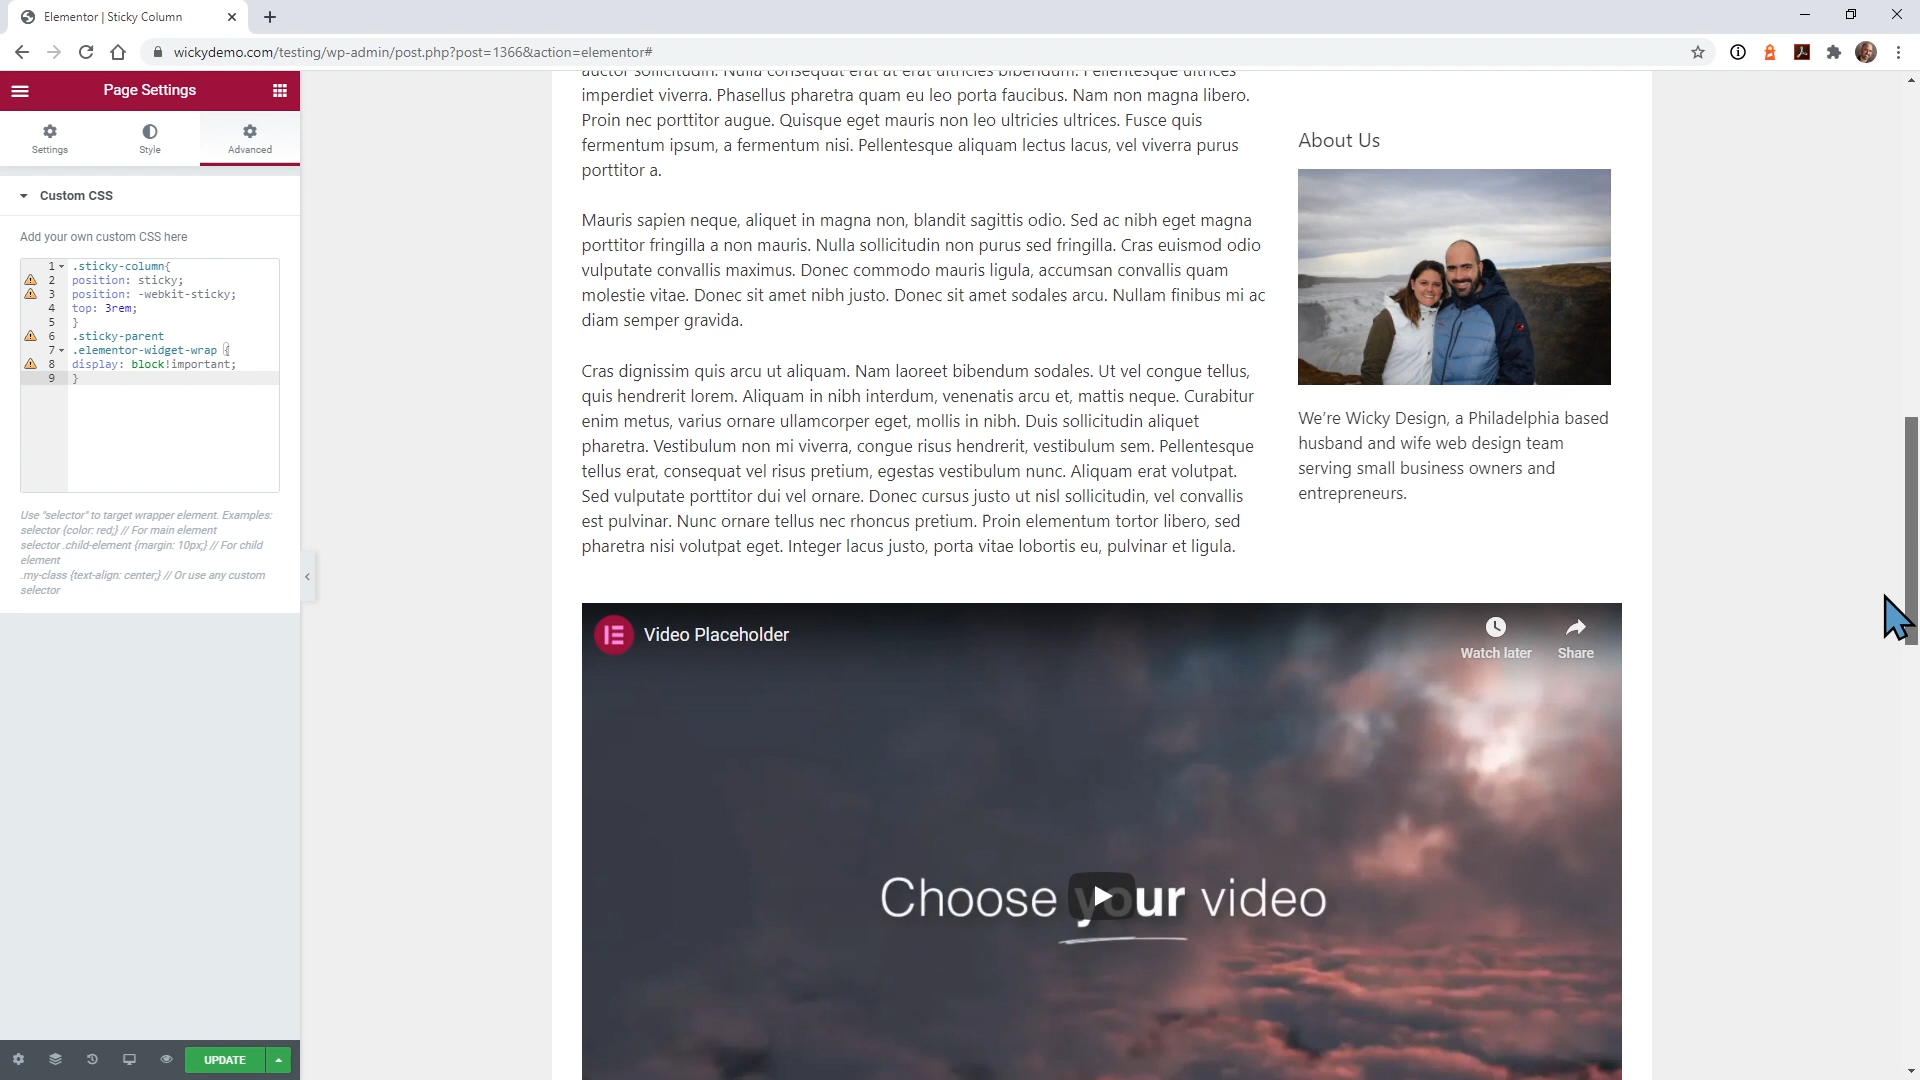 Elementor | Sticky Column
wickydemo.com/testing/wp-admin/post.php?post=1366&action=elementor#
Page Settings
Settings
Style
Advanced
Custom CSS
Add your own custom CSS here
1 .sticky-column{
2 position: sticky;
3 position: -webkit-sticky;
4 top: 3rem;
5 }
6 .sticky-parent
7 .elementor-widget-wrap {
8 display: block!important;
9 }
Use "selector" to target wrapper element. Examples:
selector {color: red;} // For main element
selector .child-element {margin: 10px;} // For child
element
.my-class {text-align: center;} // Or use any custom
selector
UPDATE
auctor sollicitudin. Nulla consequat erat at erat ultricies bibendum. Pellentesque ultrices
imperdiet viverra. Phasellus pharetra quam eu leo porta faucibus. Nam non magna libero.
Proin nec porttitor augue. Quisque eget mauris non leo ultricies ultrices. Fusce quis
fermentum ipsum, a fermentum nisi. Pellentesque aliquam lectus lacus, vel viverra purus
porttitor a.
Mauris sapien neque, aliquet in magna non, blandit sagittis odio. Sed ac nibh eget magna
porttitor fringilla a non mauris. Nulla sollicitudin non purus sed fringilla. Cras euismod odio
vulputate convallis maximus. Donec commodo mauris ligula, accumsan convallis quam
molestie vitae. Donec sit amet nibh justo. Donec sit amet sodales arcu. Nullam finibus mi ac
diam semper gravida.
Cras dignissim quis arcu ut aliquam. Nam laoreet bibendum sodales. Ut vel congue tellus,
quis hendrerit lorem. Aliquam in nibh interdum, venenatis arcu et, mattis neque. Curabitur
enim metus, varius ornare ullamcorper eget, mollis in nibh. Duis sollicitudin aliquet
pharetra. Vestibulum non mi viverra, congue risus hendrerit, vestibulum sem. Pellentesque
tellus erat, consequat vel risus pretium, egestas vestibulum nunc. Aliquam erat volutpat.
Sed vulputate porttitor dui vel ornare. Donec cursus justo ut nisl sollicitudin, vel convallis
est pulvinar. Nunc ornare tellus nec rhoncus pretium. Proin elementum tortor libero, sed
pharetra nisi volutpat eget. Integer lacus justo, porta vitae lobortis eu, pulvinar et ligula.
About Us
We're Wicky Design, a Philadelphia based
husband and wife web design team
serving small business owners and
entrepreneurs.
Video Placeholder
Watch later
Share
Choose your video